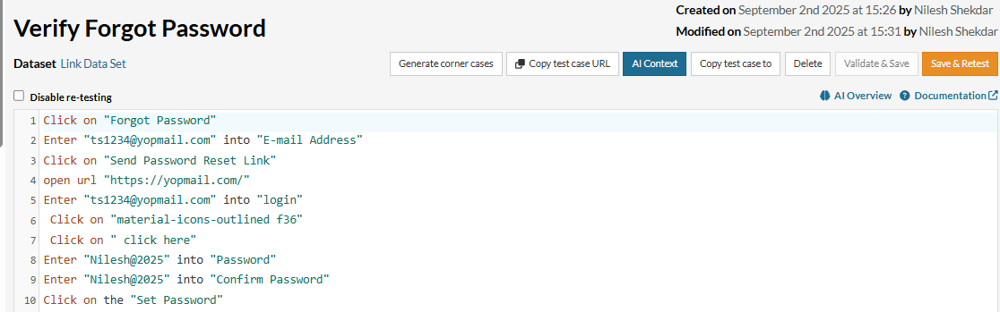 Created on September 2nd 2025 at 15:26 by Nilesh Shekdar
Verify Forgot Password
Modified on September 2nd 2025 at 15:31 by Nilesh Shekdar
Dataset Link Data Set
Generate corner cases Copy test case URL AI Context Copy test case to Delete Validate & Save Save & Retest
Disable re-testing
AI Overview Documentation
1 Click on "Forgot Password"
2 Enter "ts1234@yopmail.com" into "E-mail Address"
3 Click on "Send Password Reset Link"
4 open url "https://yopmail.com/"
5 Enter "ts1234@yopmail.com" into "login"
6 Click on "material-icons-outlined f36"
7 Click on " click here"
8 Enter "Nilesh@2025" into "Password"
9 Enter "Nilesh@2025" into "Confirm Password"
10 Click on the "Set Password"